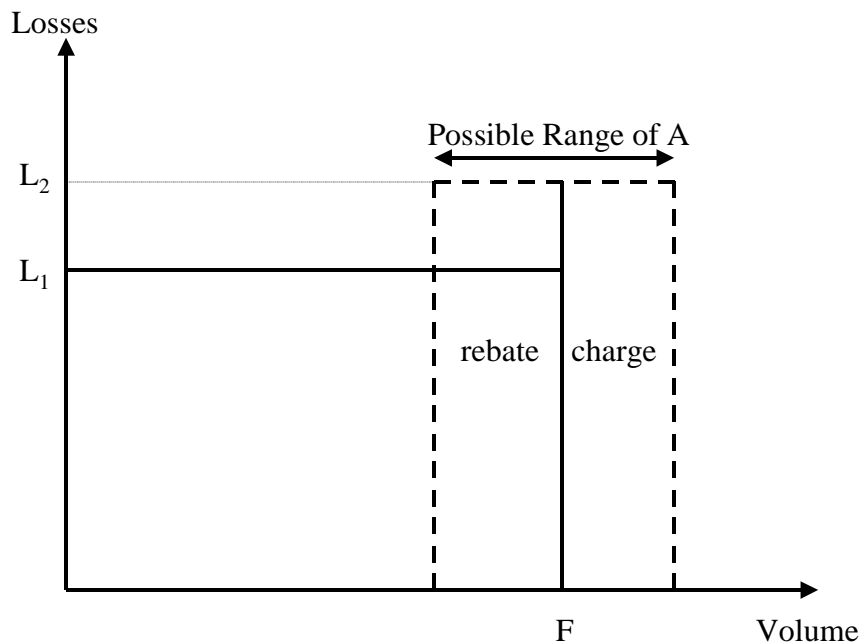 Losses
Possible Range of A
L₂
L₁
rebate charge
F Volume